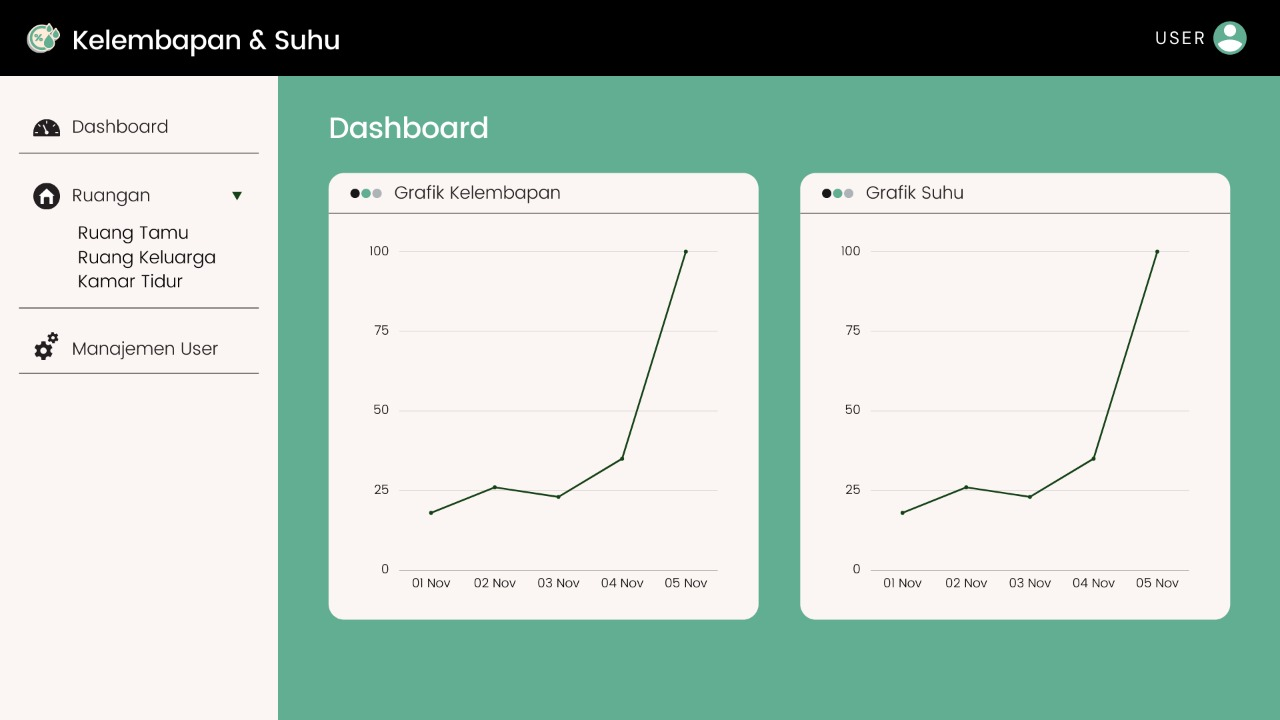 Kelembapan & Suhu
USER
Dashboard
Ruangan
Ruang Tamu
Ruang Keluarga
Kamar Tidur
Manajemen User
Dashboard
Grafik Kelembapan
100
75
50
25
0
01 Nov 02 Nov 03 Nov 04 Nov 05 Nov
Grafik Suhu
100
75
50
25
0
01 Nov 02 Nov 03 Nov 04 Nov 05 Nov